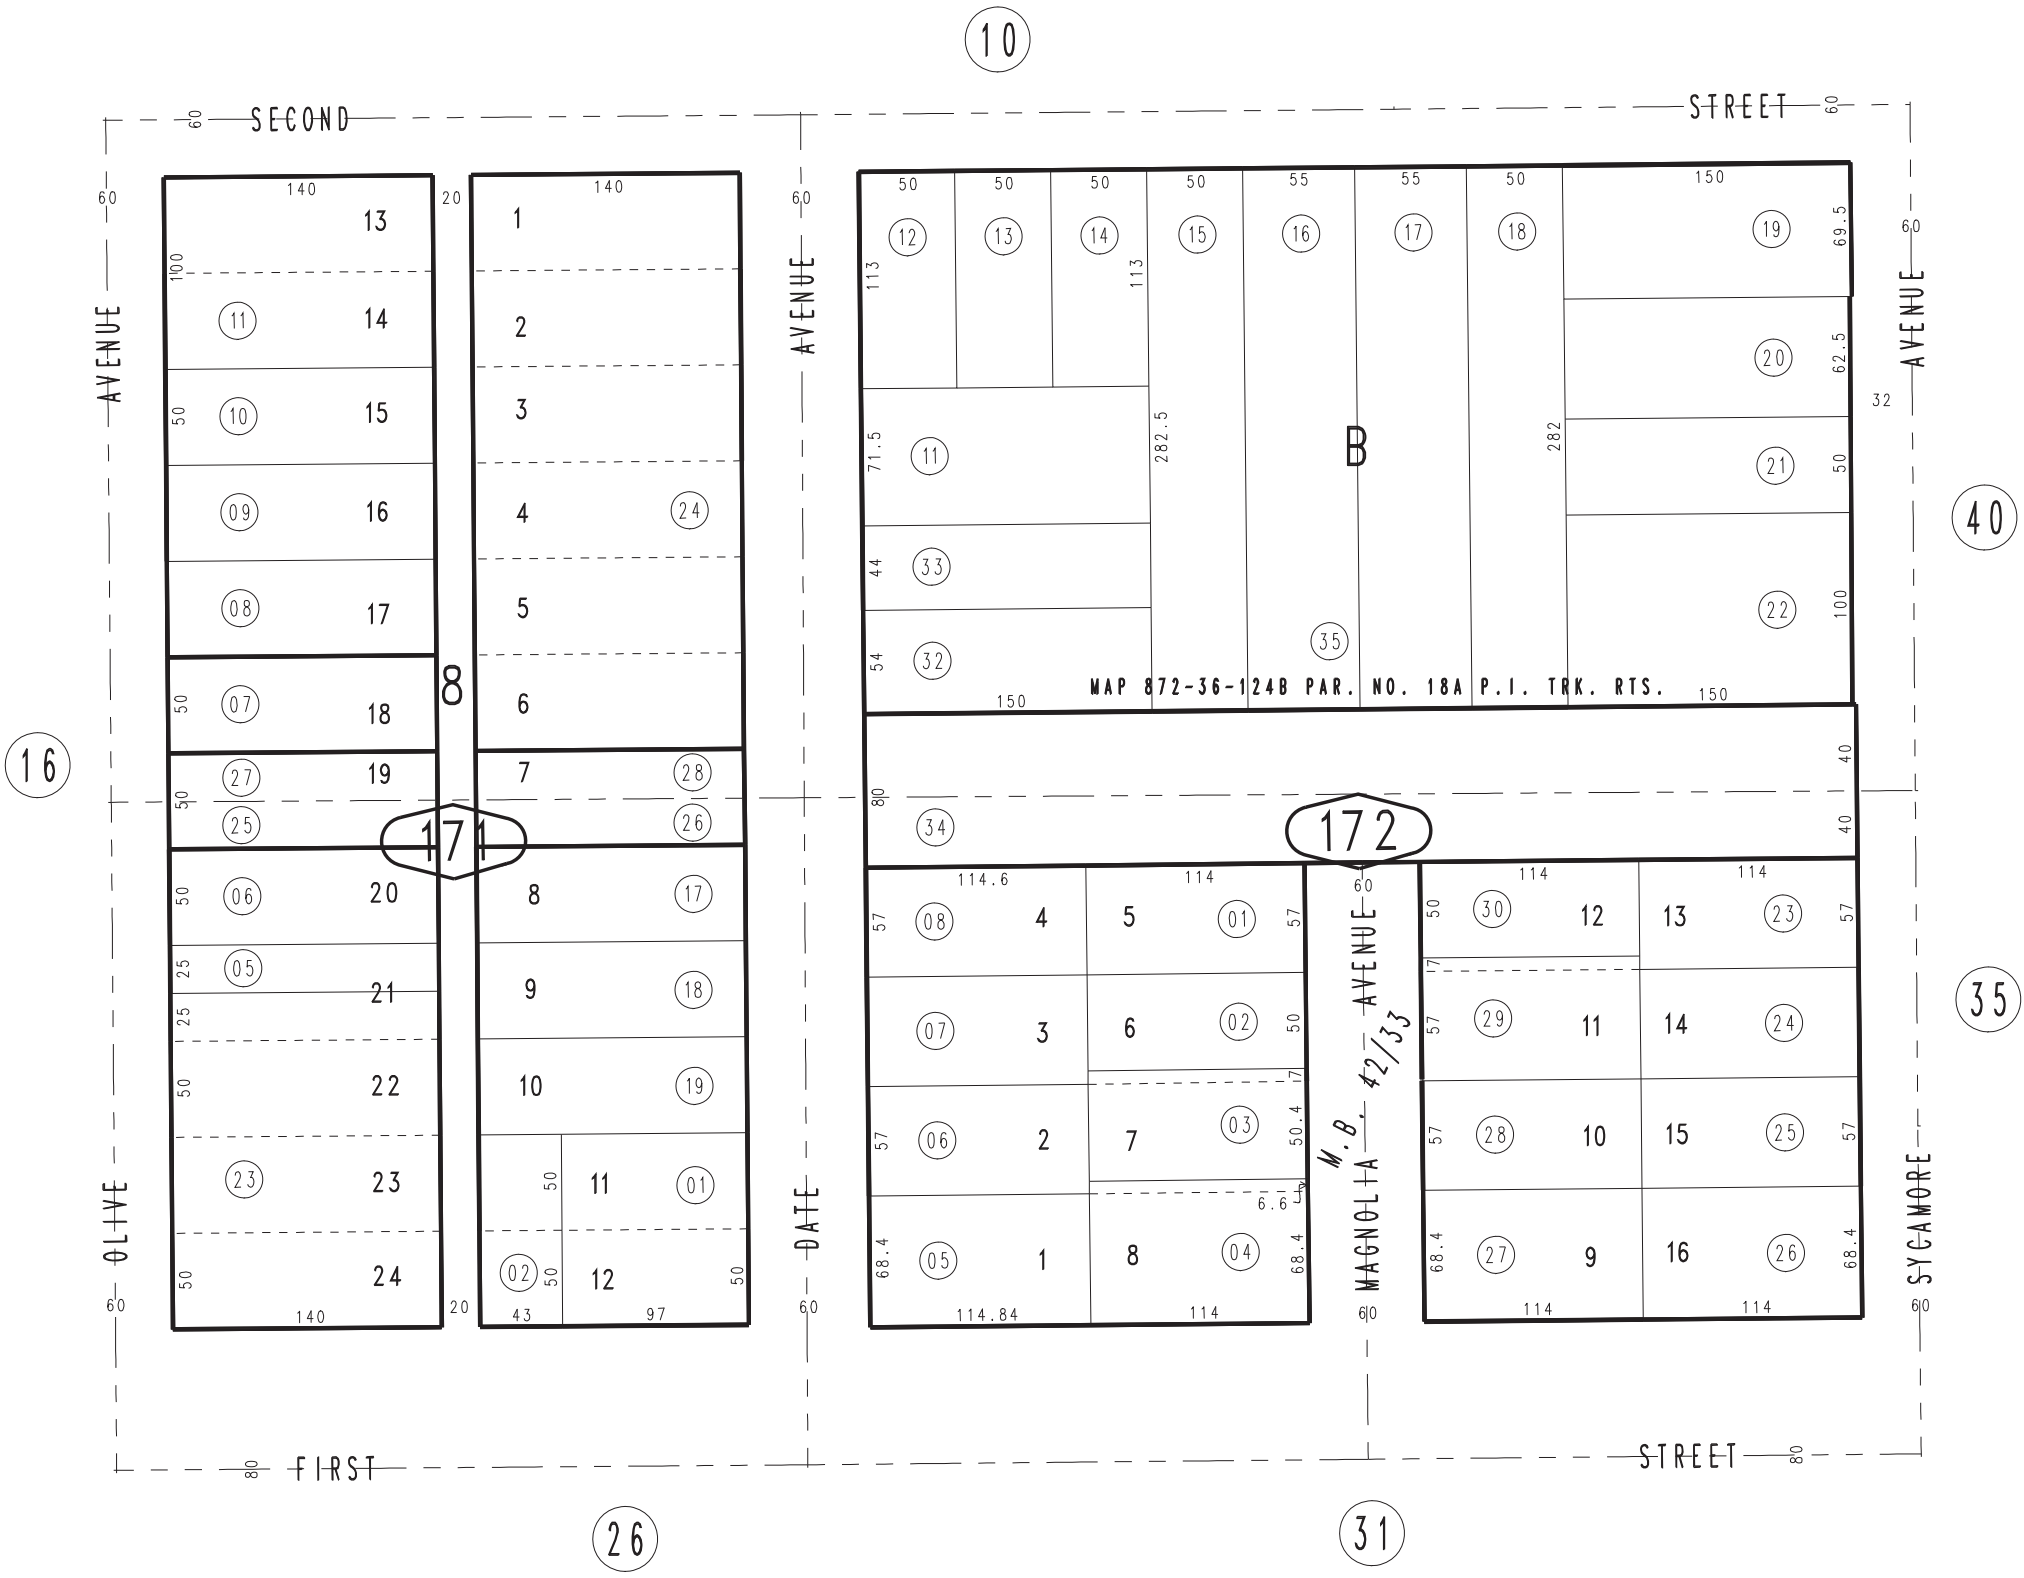 10
60 SECOND STREET 60
60 140 20 140 60 50 50 50 50 55 55 50 150 60
13 1
12 13 14 15 16 17 18 19 69.5
100 113 113
AVENUE AVENUE AVENUE
11 14 2
20 62.5
32
50 10 15 3
71.5 11 282.5 B 282 21 50
09 16 4 24
40
44 33
08 17 5
22 100
54 32 35
MAP 872-36-124B PAR. NO. 18A P.I. TRK. RTS.
150 150
50 07 18 8 6
16
27 19 7 28 40
50 80
25 171 26 34 172 40
114.6 114 60 114 114
50 06 20 8 17
57 08 4 5 01 57 50 30 12 13 23 57
AVENUE
25 05 7
21 9 18
25
35
07 3 6 02 50 57 29 11 14 24
M.B. 42/33
50 22 10 19
7
57 06 2 7 03 50.4 57 28 10 15 25 57
23 23 50 11 01
6.6
OLIVE DATE MAGNOLIA SYCAMORE
68.4 05 1 8 04 68.4 68.4 27 9 16 26 68.4
50 24 02 50 12 50
60 140 20 43 97 60 114.84 114 60 114 114 60
80 FIRST STREET 80
26 31